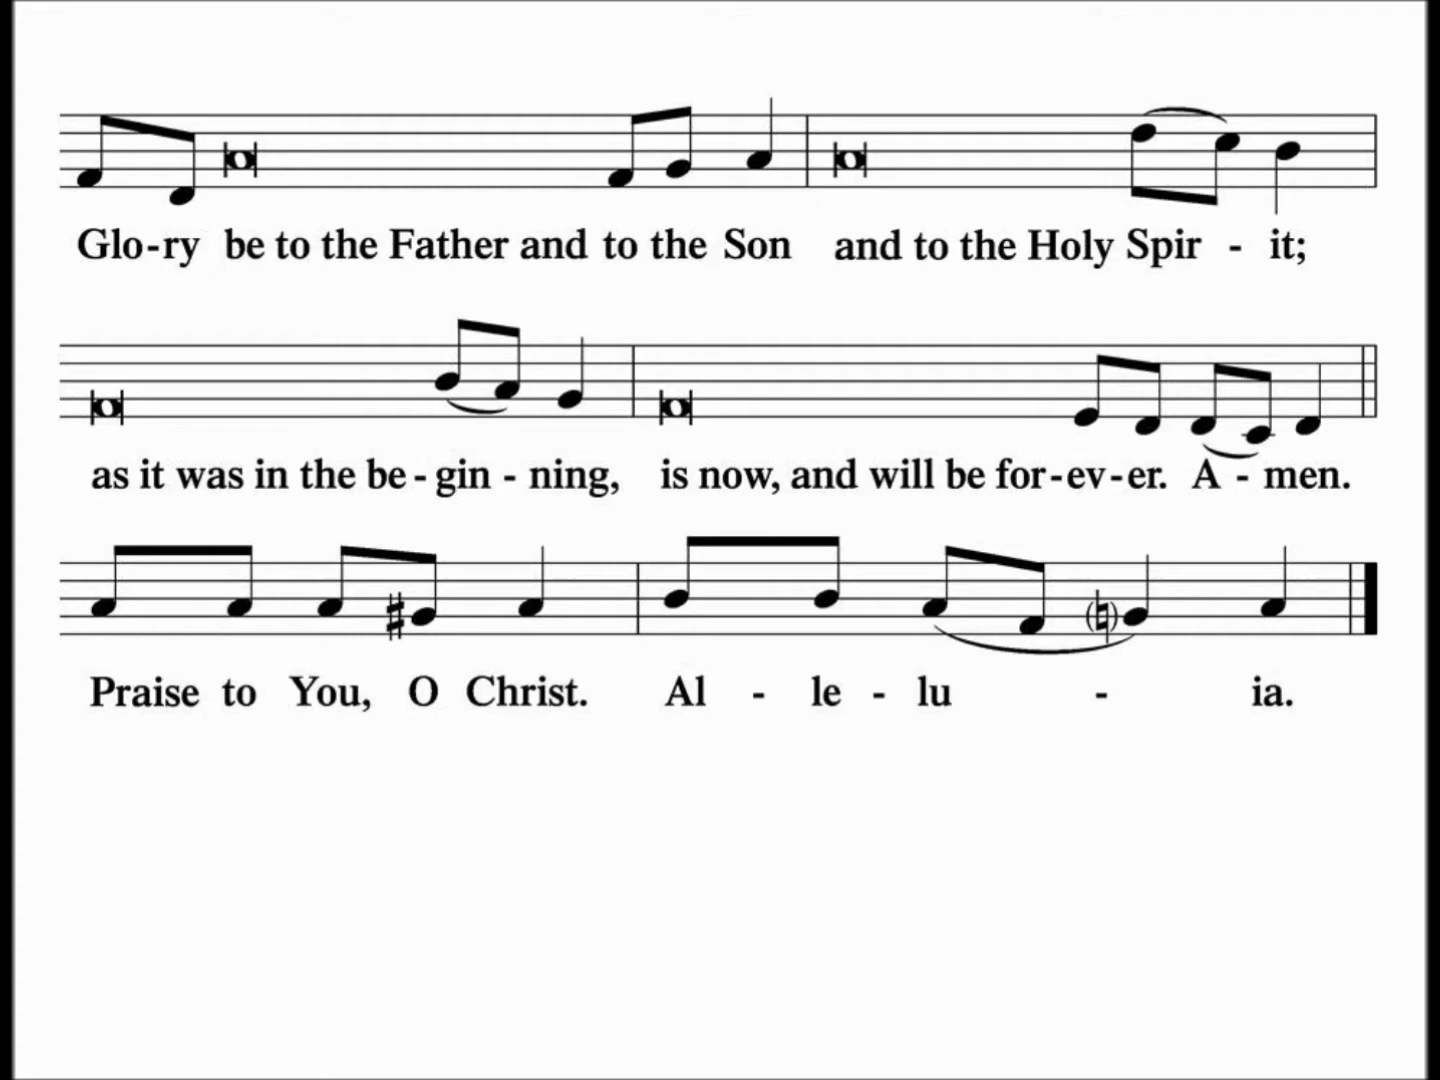 Glo-ry be to the Father and to the Son and to the Holy Spir - it;
as it was in the be - gin - ning, is now, and will be for-ev-er. A - men.
Praise to You, O Christ. Al - le - lu - ia.